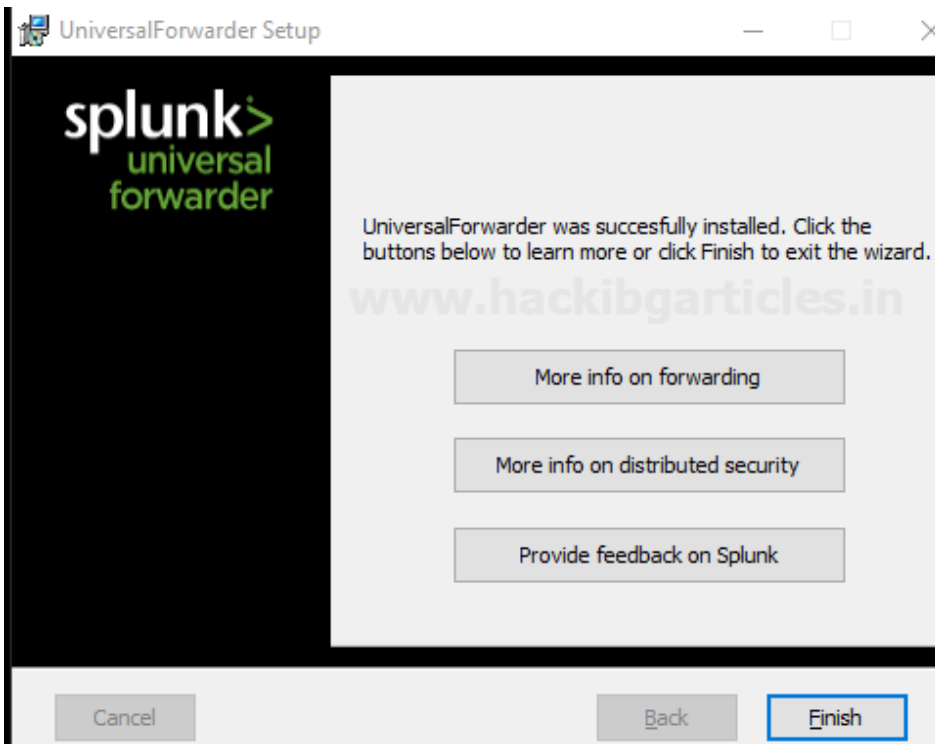 UniversalForwarder Setup
splunk>
universal
forwarder
UniversalForwarder was succesfully installed. Click the
buttons below to learn more or click Finish to exit the wizard.
www.hackibgarticles.in
More info on forwarding
More info on distributed security
Provide feedback on Splunk
Cancel
Back
Finish